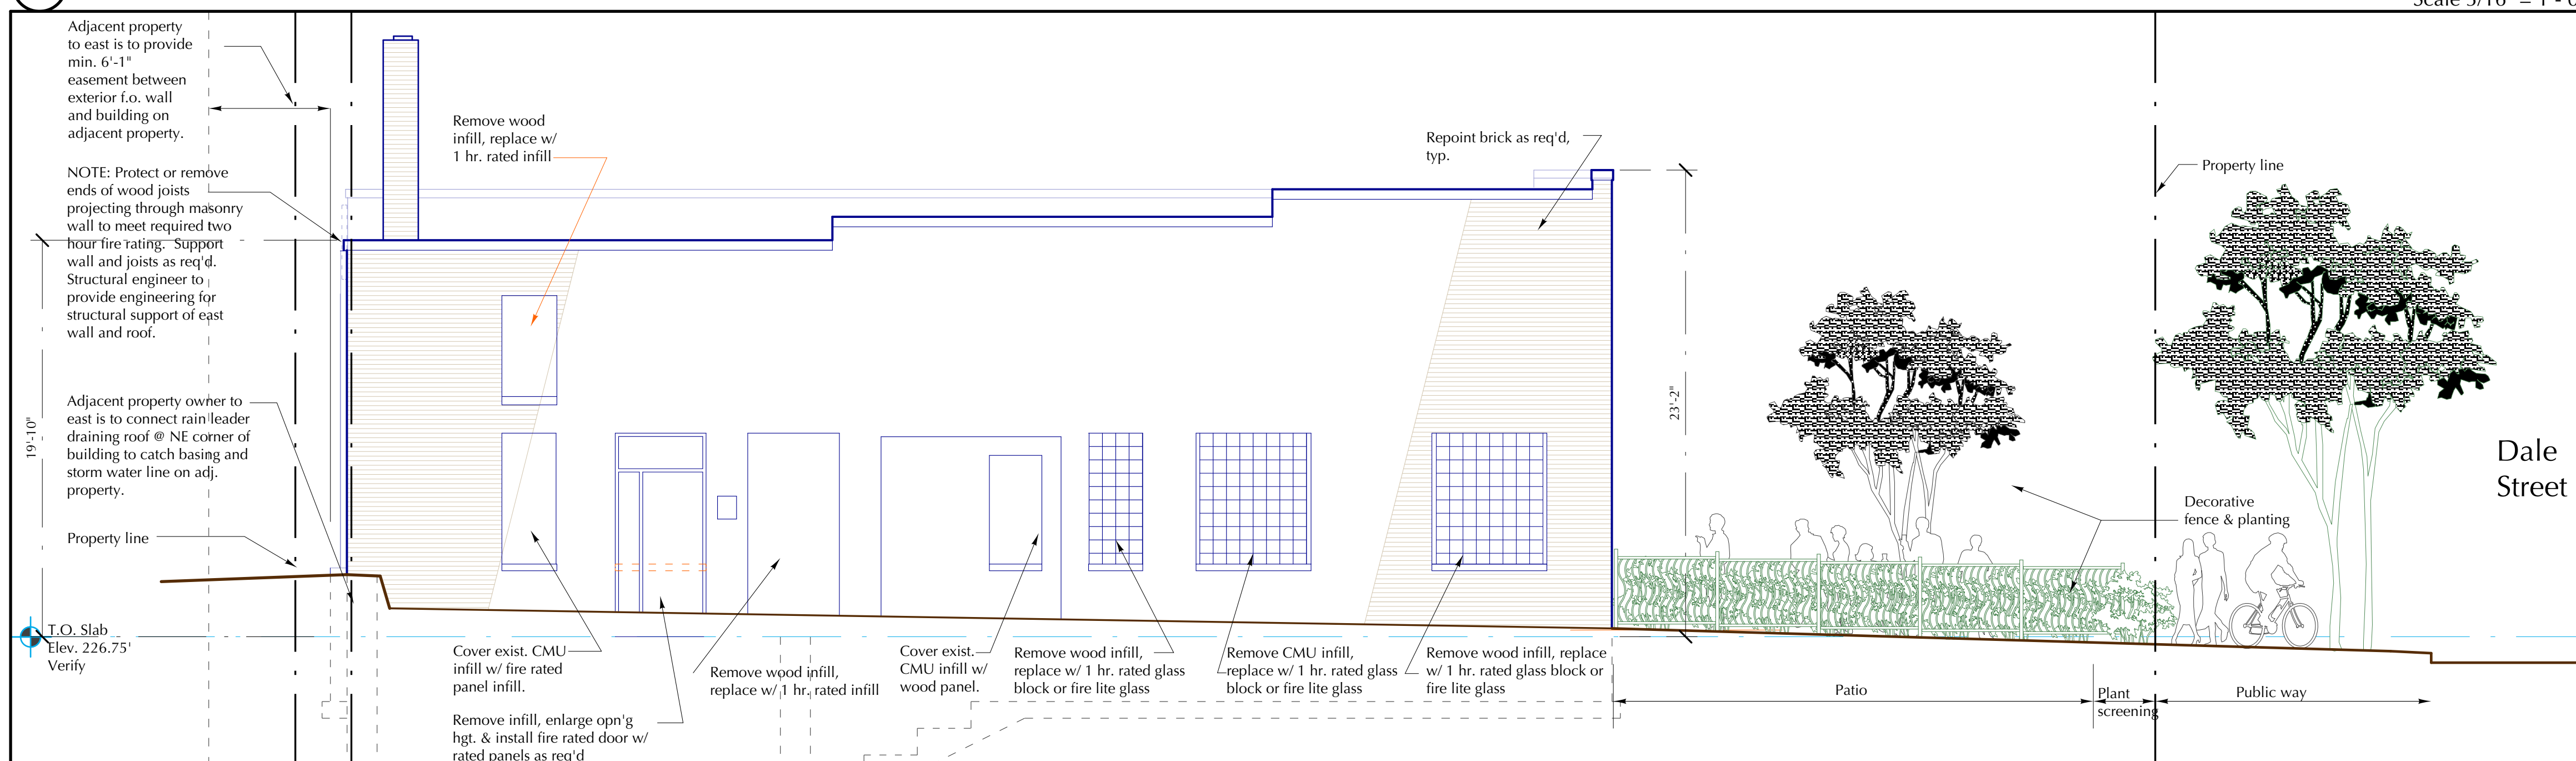 Adjacent property
to east is to provide
min. 6'-1"
easement between
exterior f.o. wall
and building on
adjacent property.
NOTE: Protect or remove
ends of wood joists
projecting through masonry
wall to meet required two
hour fire rating. Support
wall and joists as req'd.
Structural engineer to
provide engineering for
structural support of east
wall and roof.
Adjacent property owner to
east is to connect rain leader
draining roof @ NE corner of
building to catch basing and
storm water line on adj.
property.
19'-10"
Property line
T.O. Slab
Elev. 226.75'
Verify
Remove wood
infill, replace w/
1 hr. rated infill
Repoint brick as req'd,
typ.
23'-2"
Property line
Dale
Street
Decorative
fence & planting
Cover exist. CMU
infill w/ fire rated
panel infill.
Remove infill, enlarge opn'g
hgt. & install fire rated door w/
rated panels as req'd
Remove wood infill,
replace w/ 1 hr. rated infill
Cover exist.
CMU infill w/
wood panel.
Remove wood infill,
replace w/ 1 hr. rated glass
block or fire lite glass
Remove CMU infill,
replace w/ 1 hr. rated glass
block or fire lite glass
Remove wood infill, replace
w/ 1 hr. rated glass block or
fire lite glass
Patio
Plant
screening
Public way